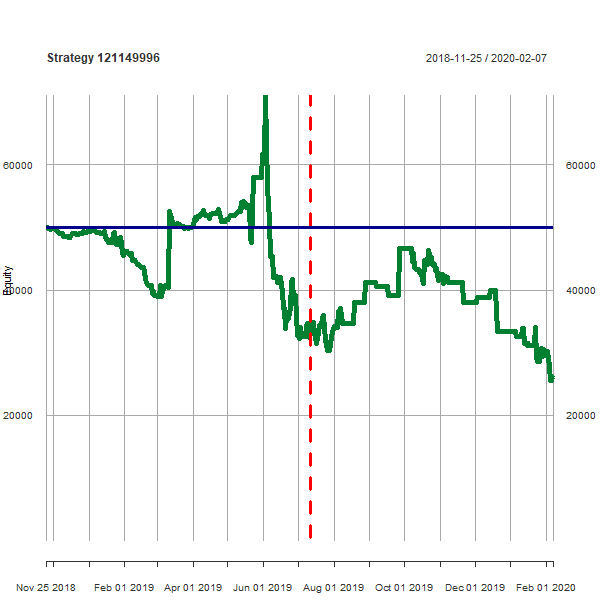 Strategy 121149996
2018-11-25 / 2020-02-07
60000 60000
Equity
40000 40000
20000 20000
Nov 25 2018 Feb 01 2019 Apr 01 2019 Jun 01 2019 Aug 01 2019 Oct 01 2019 Dec 01 2019 Feb 01 2020